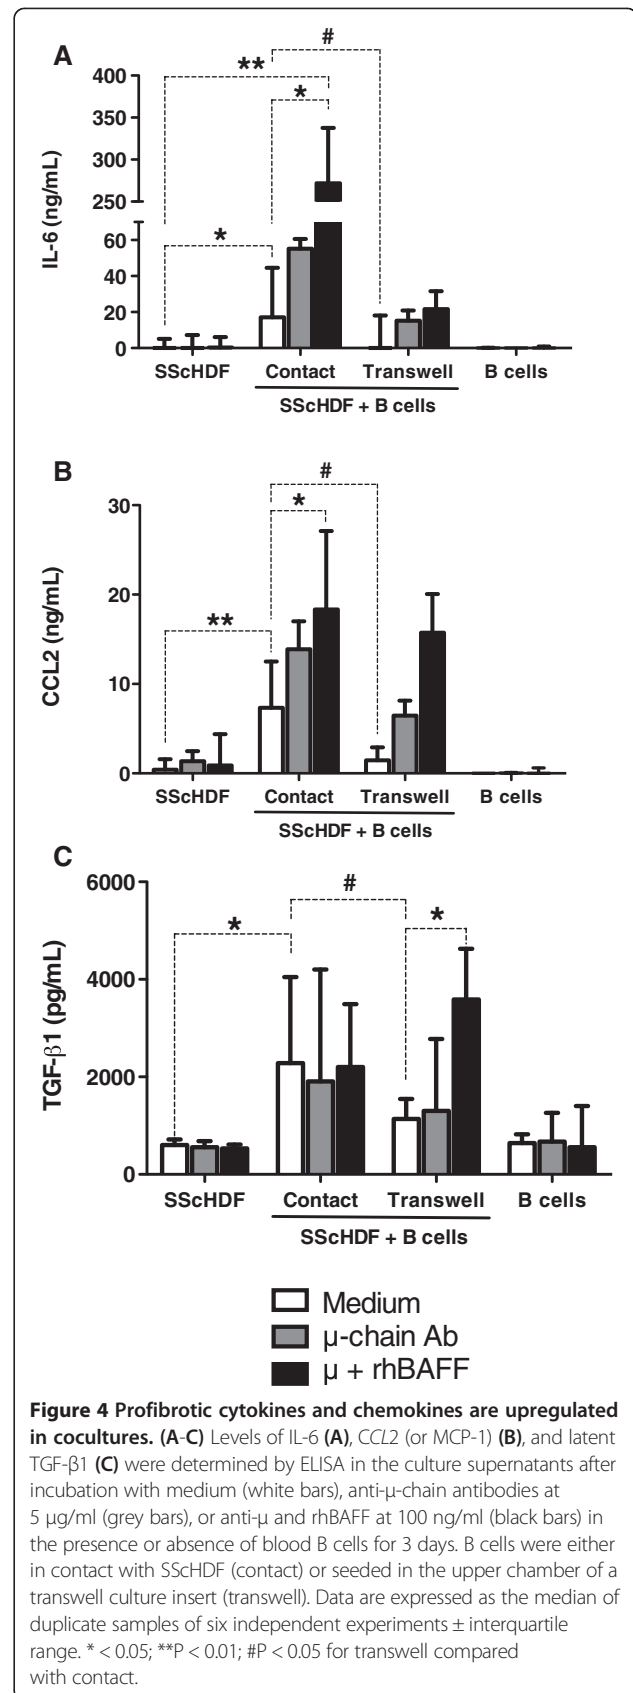 A
#
**
*
*
400
350
300
250
60
40
20
0
IL-6 (ng/mL)
SScHDF Contact Transwell B cells
SScHDF + B cells
B
#
*
**
30
20
10
0
CCL2 (ng/mL)
SScHDF Contact Transwell B cells
SScHDF + B cells
C
#
*
*
6000
4000
2000
0
TGF-β1 (pg/mL)
SScHDF Contact Transwell B cells
SScHDF + B cells
Medium
μ-chain Ab
μ + rhBAFF
Figure 4 Profibrotic cytokines and chemokines are upregulated
in cocultures. (A-C) Levels of IL-6 (A), CCL2 (or MCP-1) (B), and latent
TGF-β1 (C) were determined by ELISA in the culture supernatants after
incubation with medium (white bars), anti-μ-chain antibodies at
5 μg/ml (grey bars), or anti-μ and rhBAFF at 100 ng/ml (black bars) in
the presence or absence of blood B cells for 3 days. B cells were either
in contact with SScHDF (contact) or seeded in the upper chamber of a
transwell culture insert (transwell). Data are expressed as the median of
duplicate samples of six independent experiments ± interquartile
range. * < 0.05; **P < 0.01; #P < 0.05 for transwell compared
with contact.